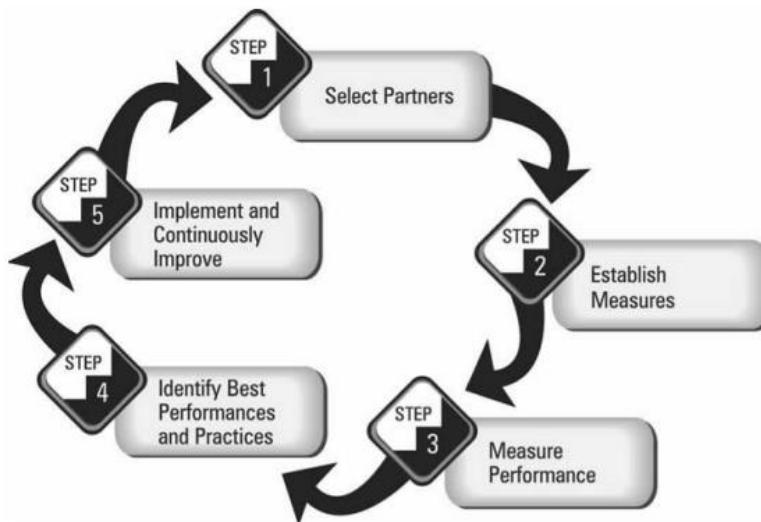 STEP
1
Select Partners
STEP
2
Establish
Measures
STEP
3
Measure
Performance
STEP
4
Identify Best
Performances
and Practices
STEP
5
Implement and
Continuously
Improve